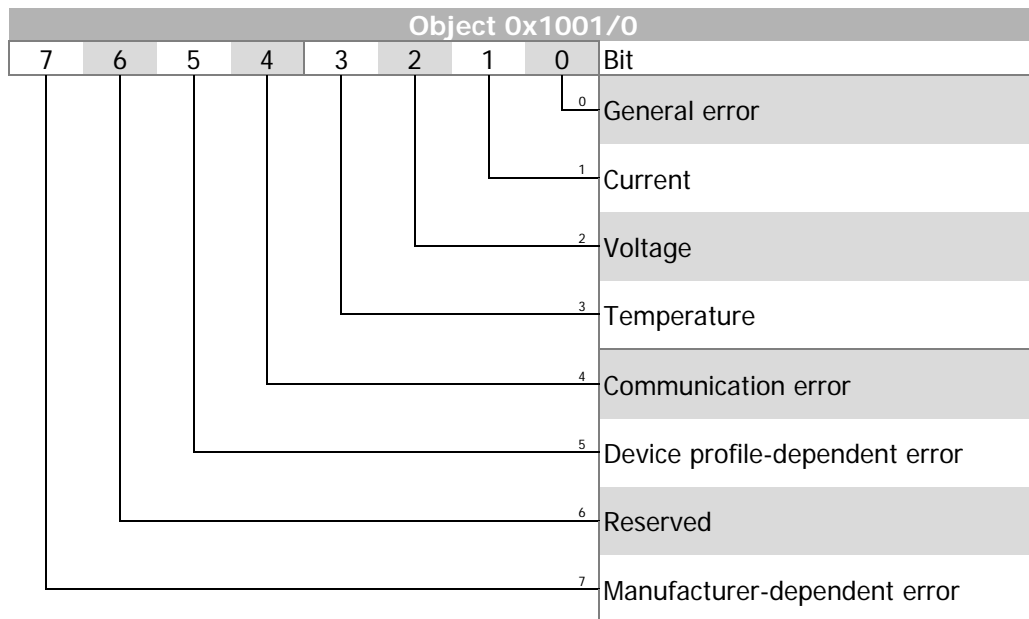 Object 0x1001/0
7 6 5 4 3 2 1 0 Bit
0 General error
1 Current
2 Voltage
3 Temperature
4 Communication error
5 Device profile-dependent error
6 Reserved
7 Manufacturer-dependent error